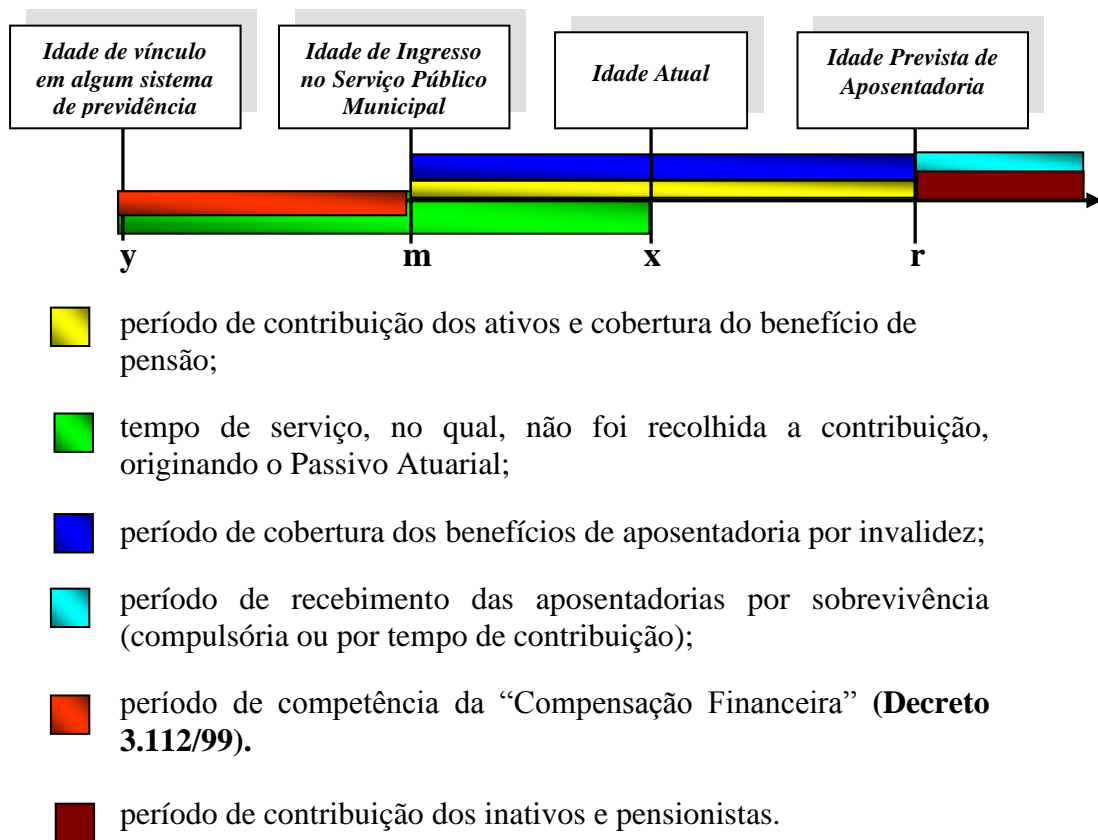 Idade de vínculo
em algum sistema
de previdência
Idade de Ingresso
no Serviço Público
Municipal
Idade Atual
Idade Prevista de
Aposentadoria
y
m
x
r
período de contribuição dos ativos e cobertura do benefício de
pensão;
tempo de serviço, no qual, não foi recolhida a contribuição,
originando o Passivo Atuarial;
período de cobertura dos benefícios de aposentadoria por invalidez;
período de recebimento das aposentadorias por sobrevivência
(compulsória ou por tempo de contribuição);
período de competência da “Compensação Financeira” (Decreto
3.112/99).
período de contribuição dos inativos e pensionistas.